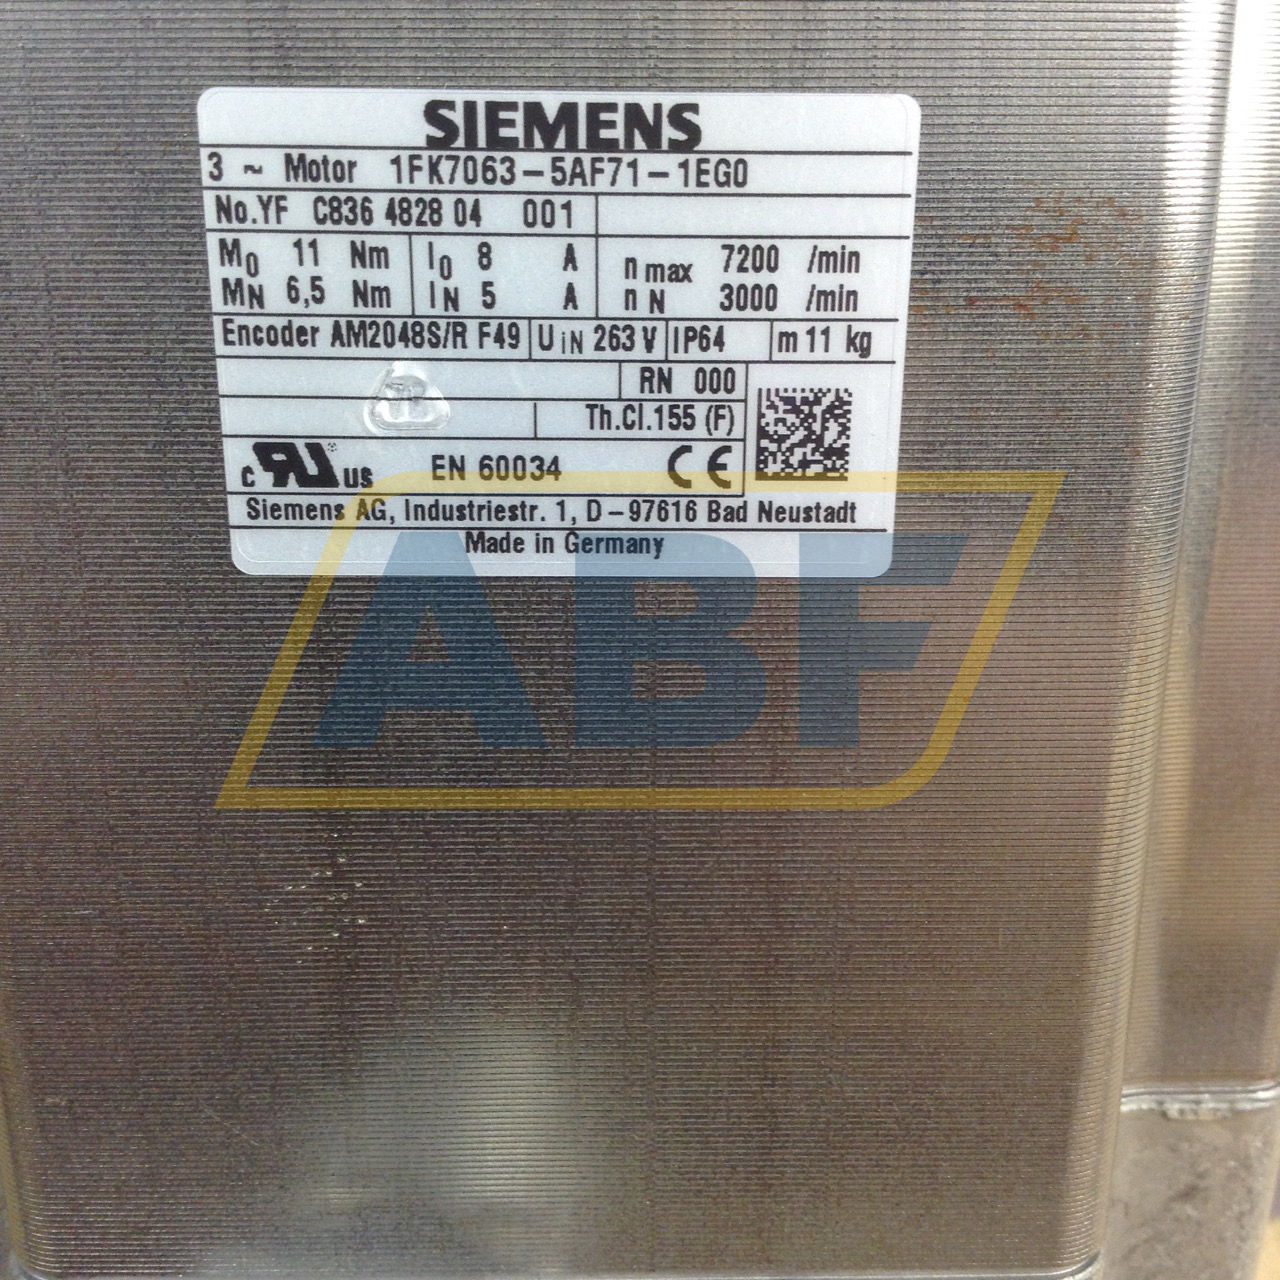 SIEMENS
3 ~ Motor 1FK7063-5AF71-1EG0
No.YF C836 4828 04 001
M0 11 Nm I0 8 A n max 7200 /min
MN 6,5 Nm IN 5 A n N 3000 /min
Encoder AM2048S/R F49 UiN 263 V IP64 m 11 kg
RN 000
Th.Cl.155 (F)
c RU US EN 60034 CE
Siemens AG, Industriestr. 1, D-97616 Bad Neustadt
Made in Germany
ABF